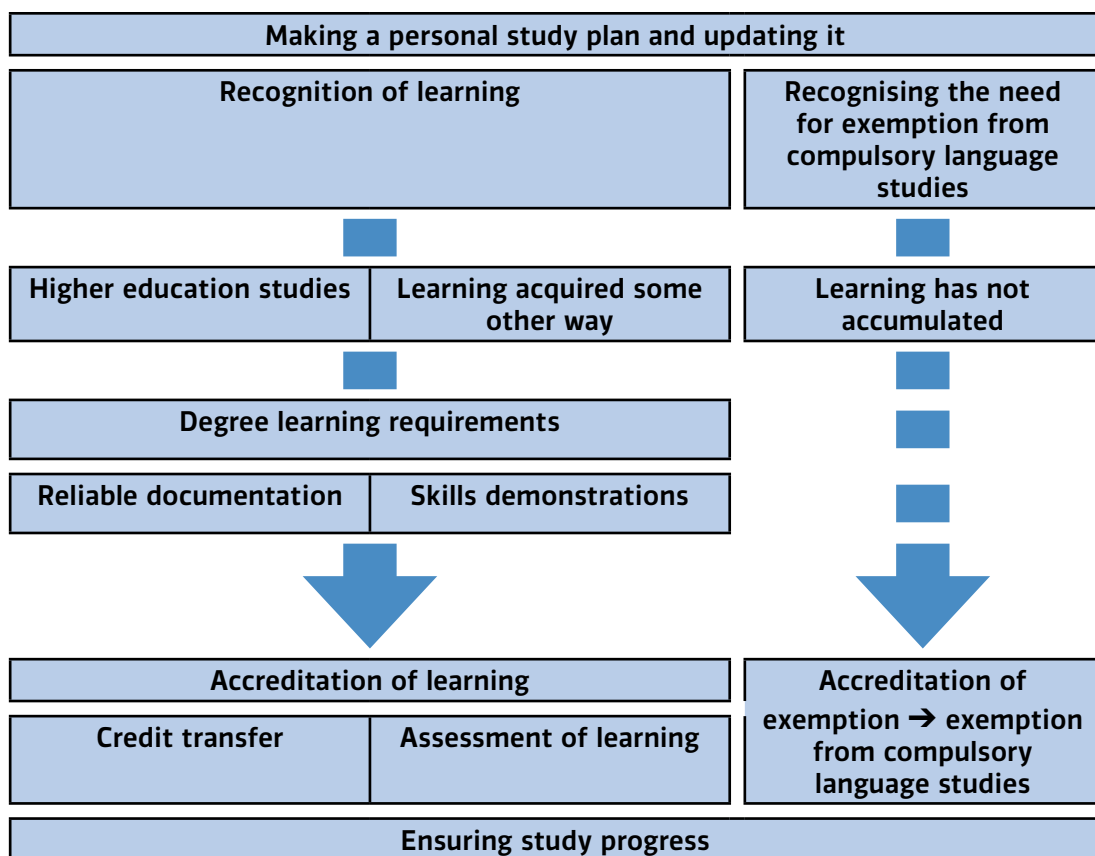 Making a personal study plan and updating it
Recognition of learning
Recognising the need
for exemption from
compulsory language
studies
Higher education studies
Learning acquired some
other way
Learning has not
accumulated
Degree learning requirements
Reliable documentation
Skills demonstrations
Accreditation of learning
Credit transfer
Assessment of learning
Accreditation of
exemption ➔ exemption
from compulsory
language studies
Ensuring study progress